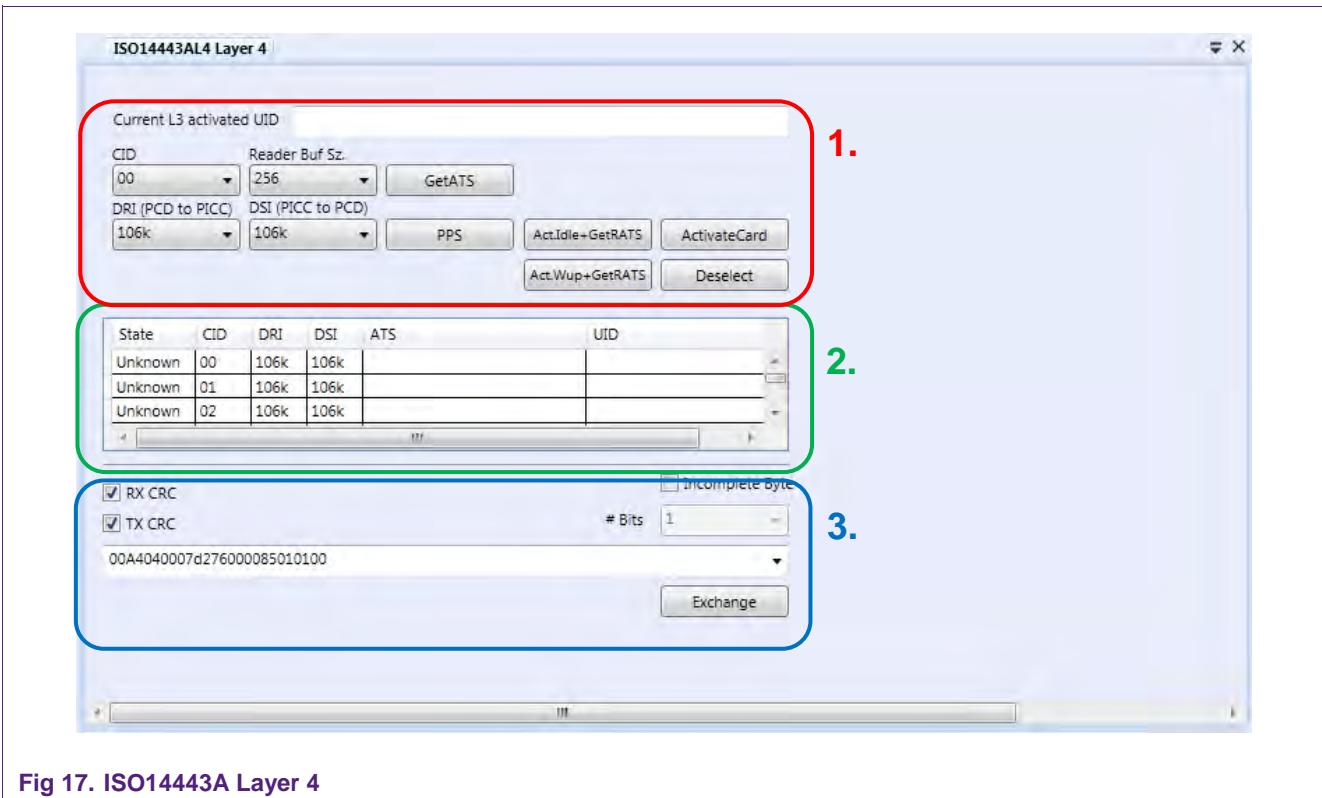 ISO14443AL4 Layer 4
Current L3 activated UID
1.
CID Reader Buf Sz.
00 256 GetATS
DRI (PCD to PICC) DSI (PICC to PCD)
106k 106k PPS Act.Idle+GetRATS ActivateCard
Act.Wup+GetRATS Deselect
State CID DRI DSI ATS UID
2.
Unknown 00 106k 106k
Unknown 01 106k 106k
Unknown 02 106k 106k
RX CRC Incomplete Byte
TX CRC # Bits 1
3.
00A4040007d276000085010100
Exchange
Fig 17. ISO14443A Layer 4